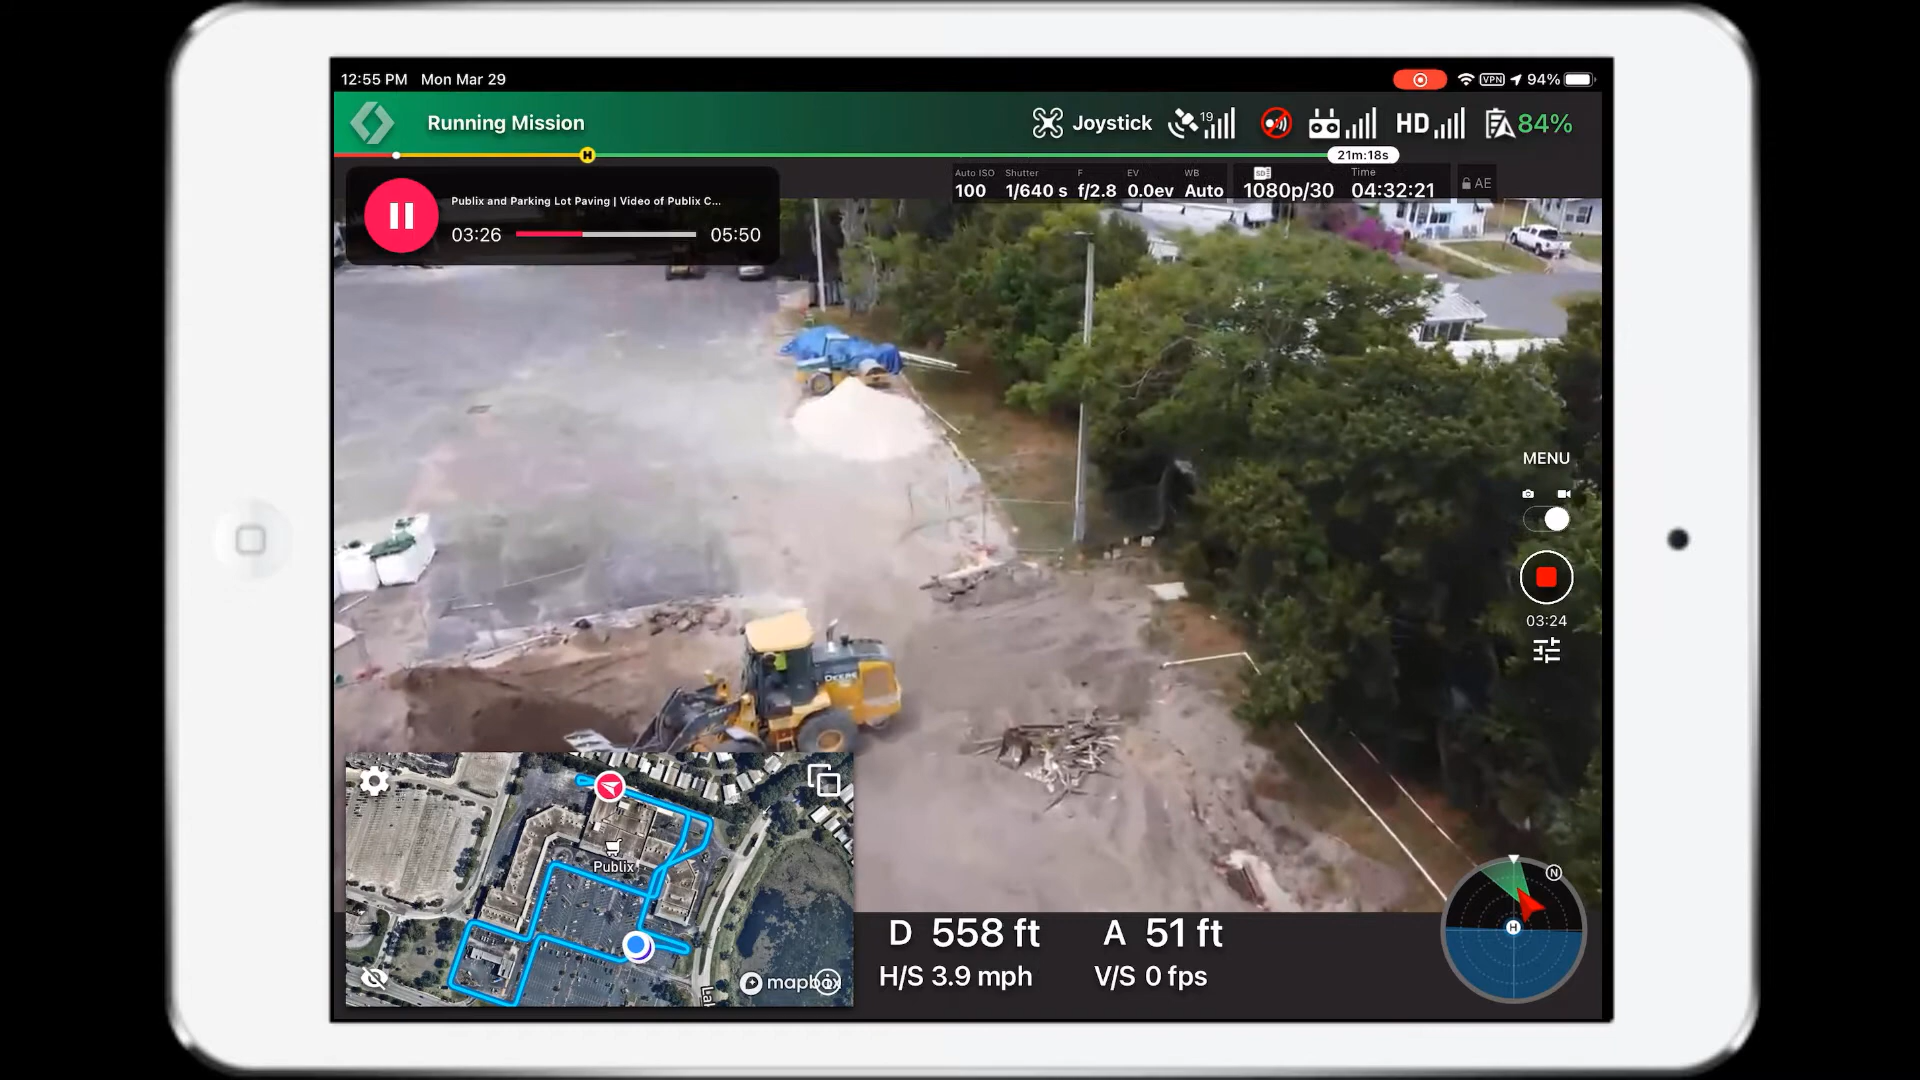 12:55 PM Mon Mar 29
VPN 94%
Running Mission
Joystick 19 HD 84%
21m:18s
Auto ISO Shutter F EV WB SD Time
100 1/640 s f/2.8 0.0ev Auto 1080p/30 04:32:21 AE
Publix and Parking Lot Paving | Video of Publix C...
03:26 05:50
MENU
03:24
DEERE
Publix
mapbox
D 558 ft A 51 ft
H/S 3.9 mph V/S 0 fps
N
H